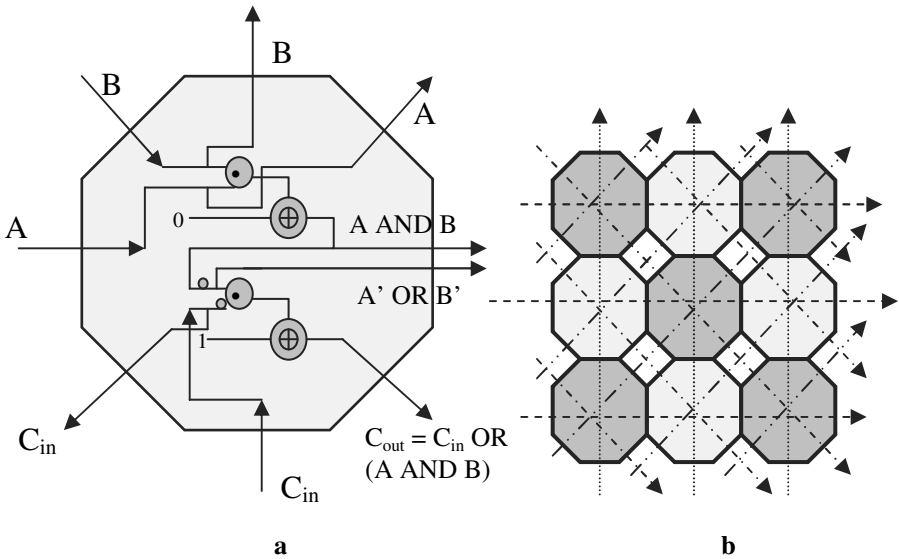 B
B
A
0
A
A AND B
A' OR B'
1
C_in
C_out = C_in OR
(A AND B)
C_in
a
b